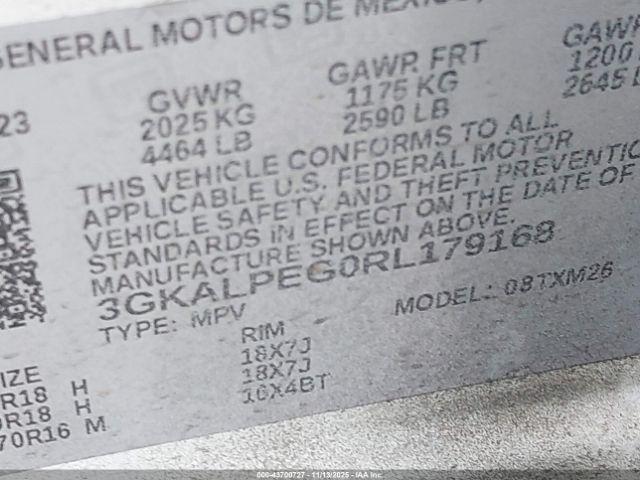 GENERAL MOTORS DE MEXICO,
23 GVWR GAWR FRT GAWR
2025 KG 1175 KG 1200
4464 LB 2590 LB 2645 L
THIS VEHICLE CONFORMS TO ALL
APPLICABLE U.S. FEDERAL MOTOR
VEHICLE SAFETY AND THEFT PREVENTIO
STANDARDS IN EFFECT ON THE DATE OF
MANUFACTURE SHOWN ABOVE.
3GKALPEG0RL179168
TYPE: MPV MODEL: 08TXM26
IZE RIM
R18 H 18X7J
R18 H 18X7J
70R16 M 16X4BT
000-43700727 - 11/13/2025 - IAAC